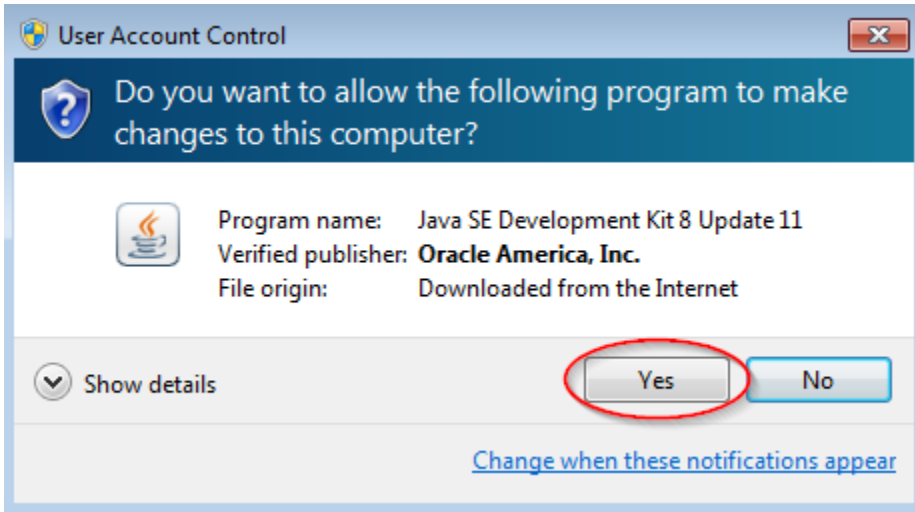 User Account Control
Do you want to allow the following program to make
changes to this computer?
Program name: Java SE Development Kit 8 Update 11
Verified publisher: Oracle America, Inc.
File origin: Downloaded from the Internet
Show details Yes No
Change when these notifications appear